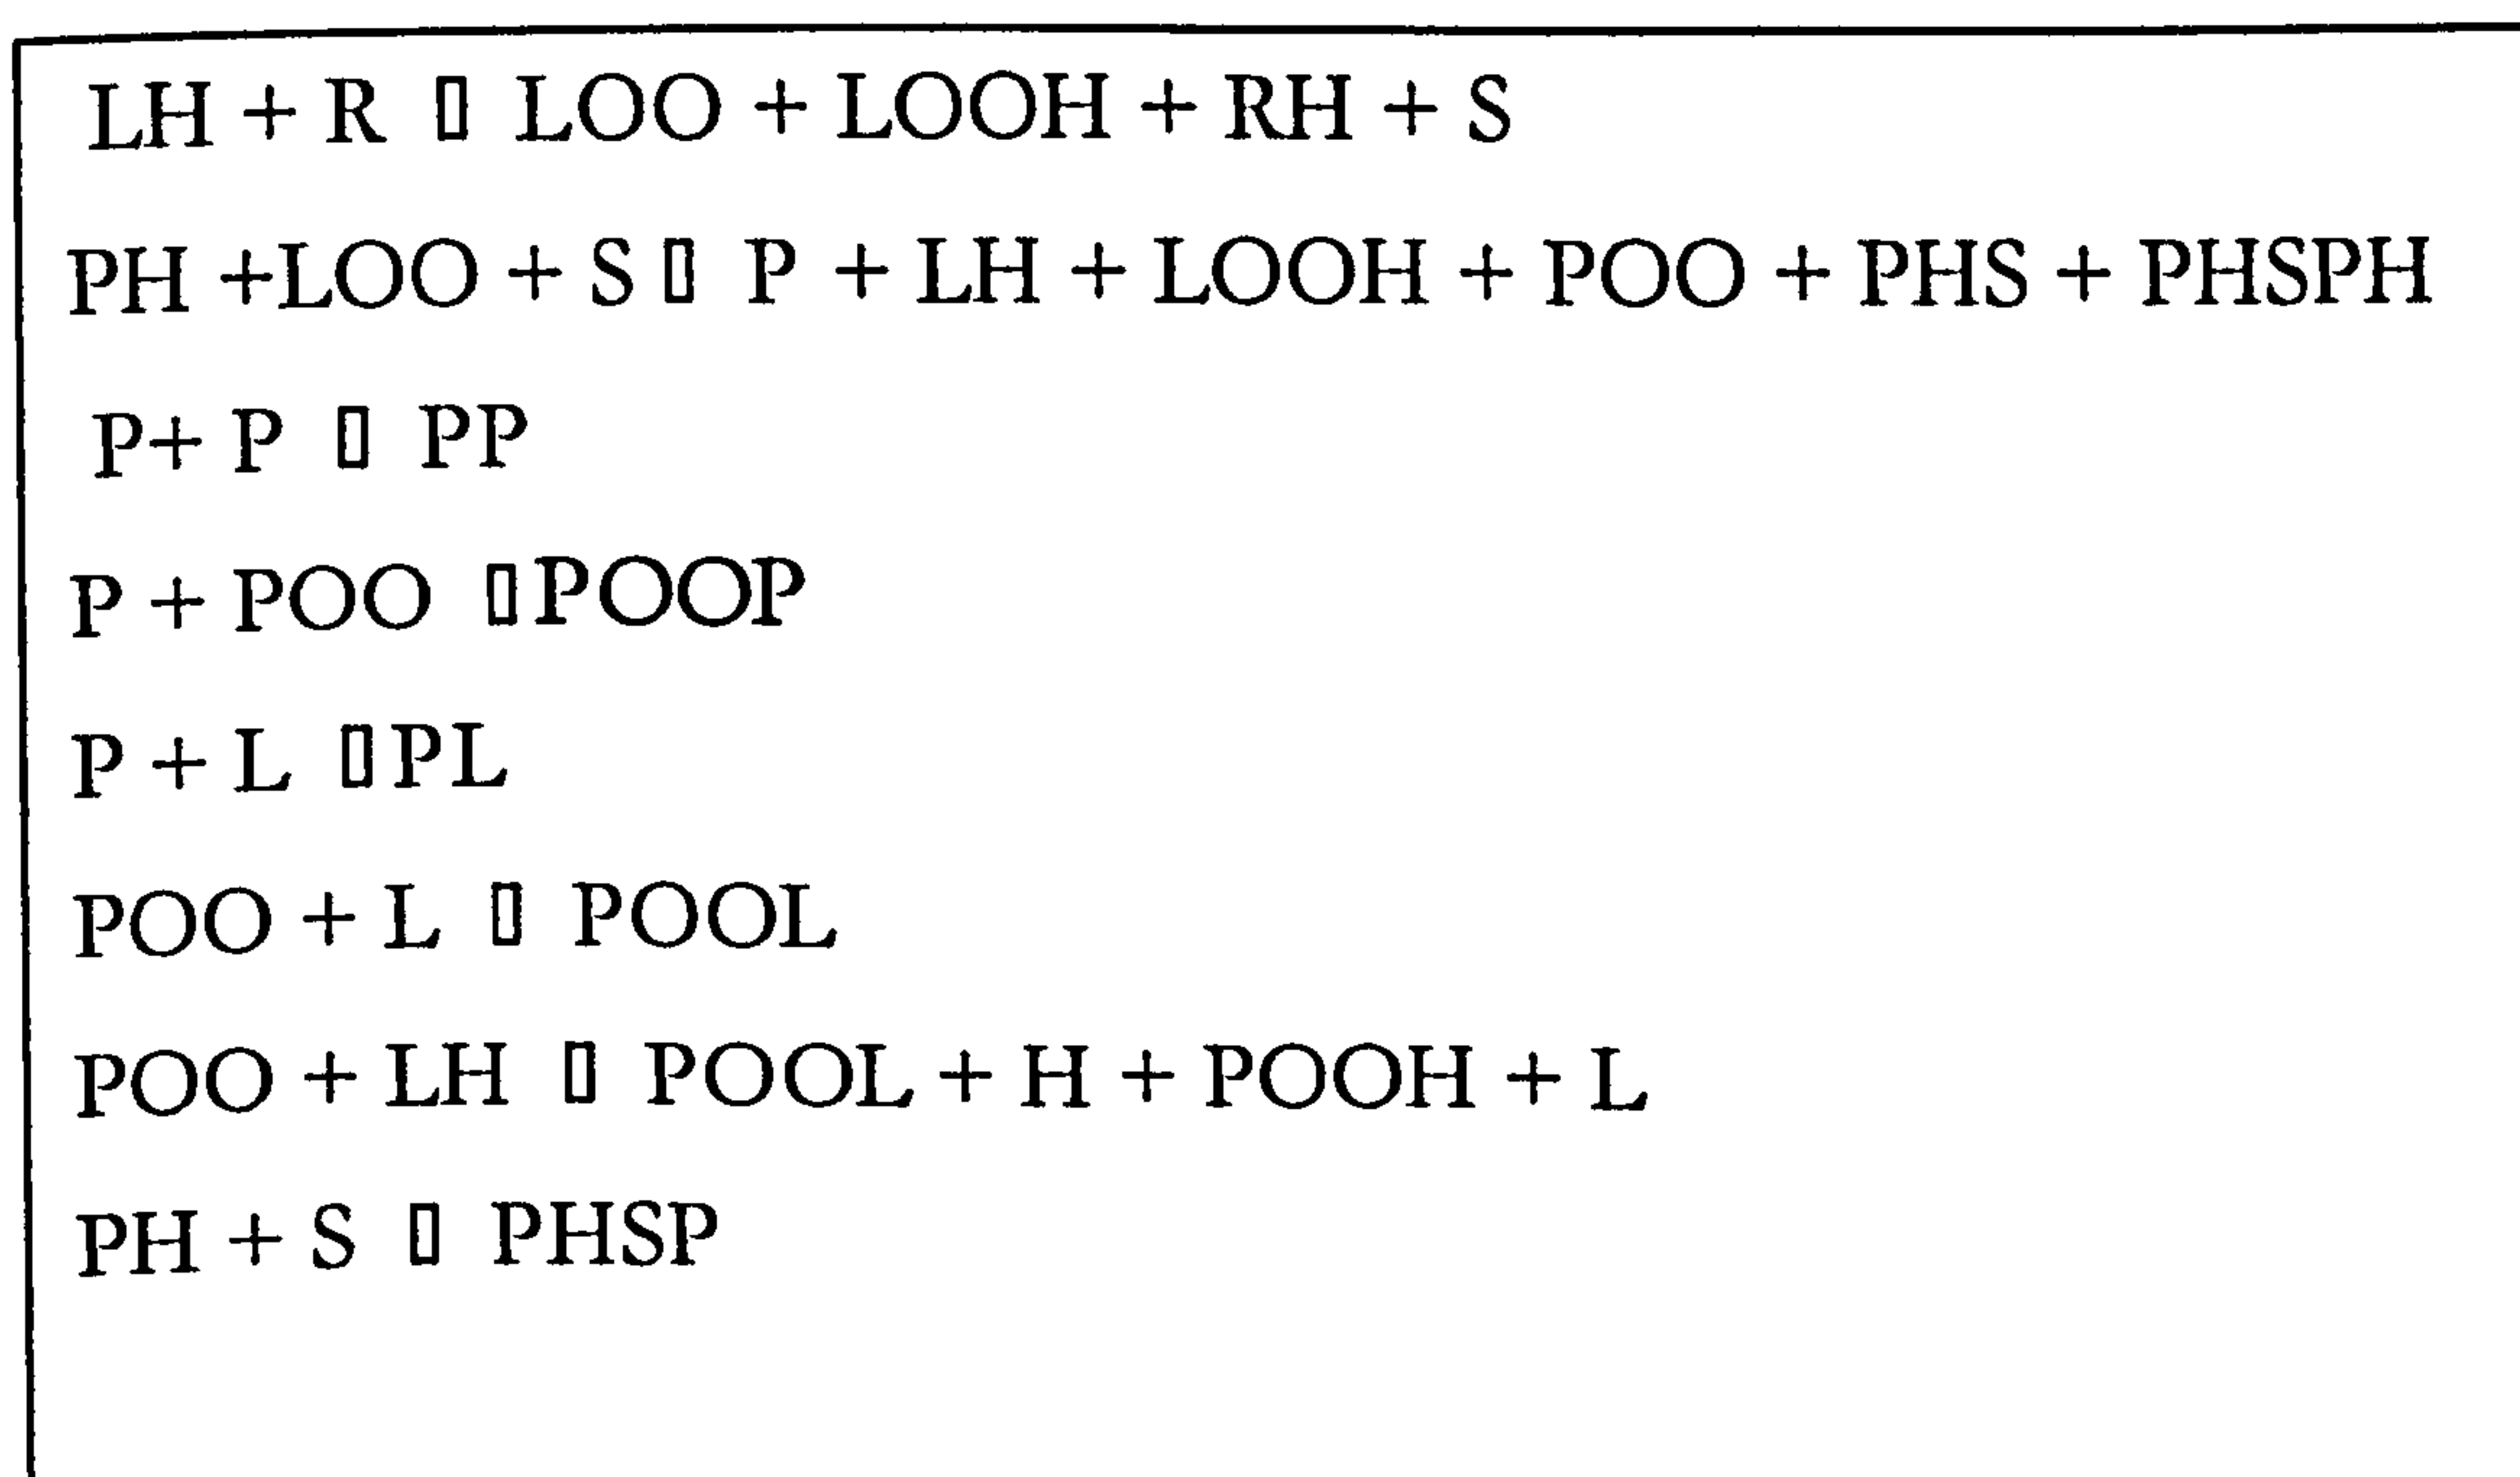 LH + R ▯ LOO + LOOH + RH + S
PH +LOO + S▯ P + LH + LOOH + POO + PHS + PHSPH
P+ P ▯ PP
P + POO ▯POOP
P + L ▯PL
POO + L ▯ POOL
POO + LH ▯ POOL + H + POOH + L
PH + S ▯ PHSP